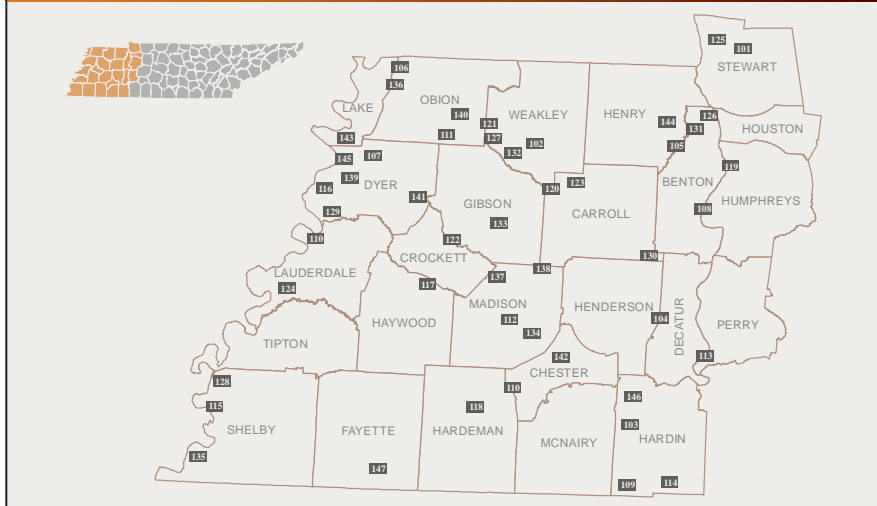 125
101
STEWART
106
136
LAKE
OBION
140
WEAKLEY
HENRY
144
126
121
131
HOUSTON
143
111
127
102
132
105
145
107
119
139
DYER
120
123
BENTON
116
141
GIBSON
CARROLL
HUMPHREYS
129
133
108
110
122
CROCKETT
130
LAUDERDALE
137
138
124
117
MADISON
HENDERSON
DECATUR
HAYWOOD
112
104
PERRY
TIPTON
134
142
113
CHESTER
128
110
146
115
118
SHELBY
FAYETTE
HARDEMAN
103
MCNAIRY
HARDIN
135
147
109
114